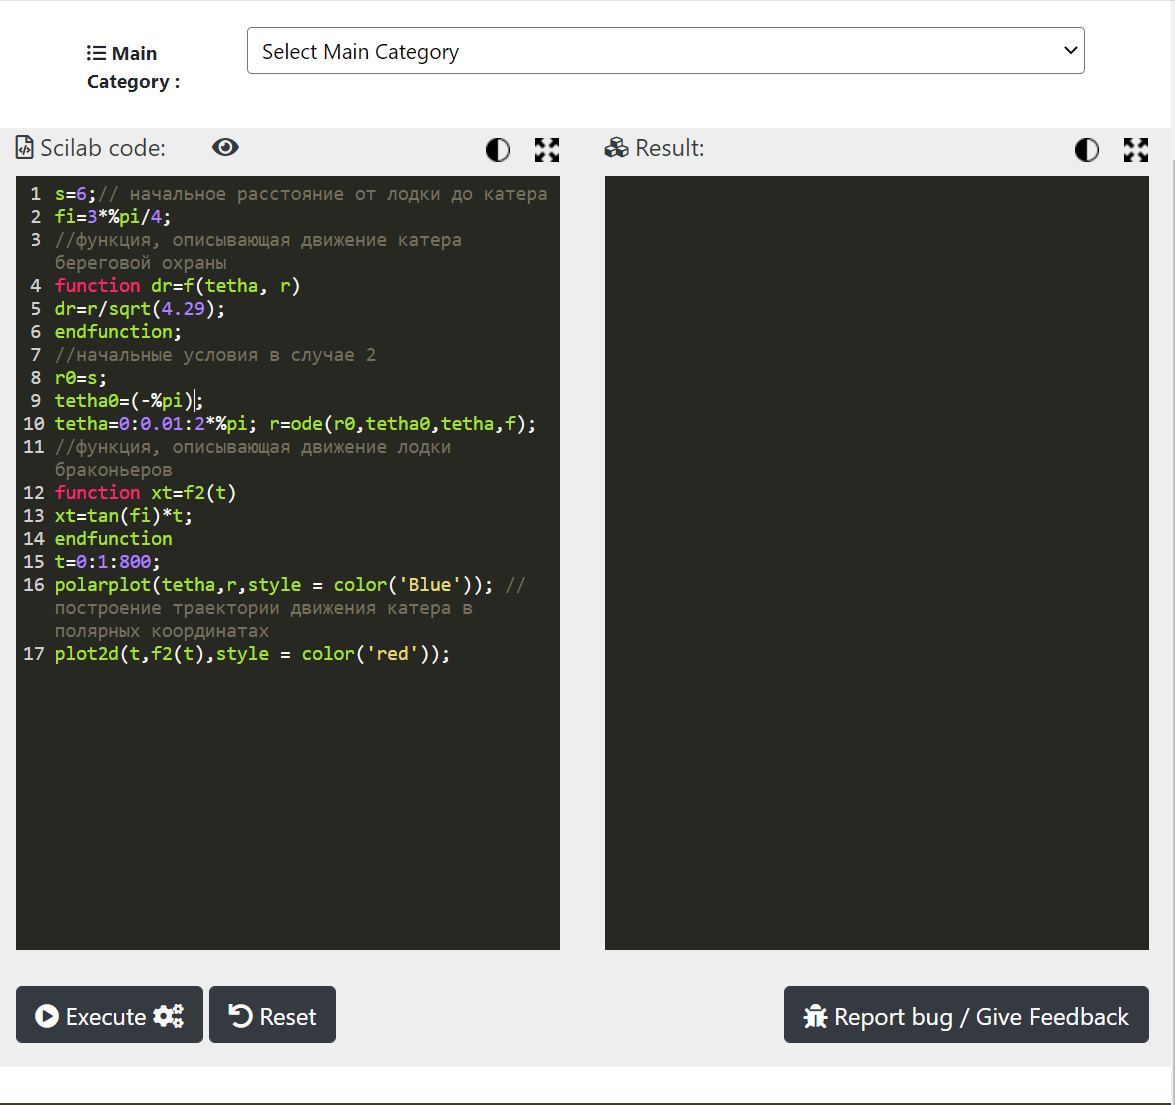 Main
Category :
Select Main Category
Scilab code:
Result:
1 s=6;// начальное расстояние от лодки до катера
2 fi=3*%pi/4;
3 //функция, описывающая движение катера
береговой охраны
4 function dr=f(tetha, r)
5 dr=r/sqrt(4.29);
6 endfunction;
7 //начальные условия в случае 2
8 r0=s;
9 tetha0=(-%pi);
10 tetha=0:0.01:2*%pi; r=ode(r0,tetha0,tetha,f);
11 //функция, описывающая движение лодки
браконьеров
12 function xt=f2(t)
13 xt=tan(fi)*t;
14 endfunction
15 t=0:1:800;
16 polarplot(tetha,r,style = color('Blue')); //
построение траектории движения катера в
полярных координатах
17 plot2d(t,f2(t),style = color('red'));
Execute
Reset
Report bug / Give Feedback